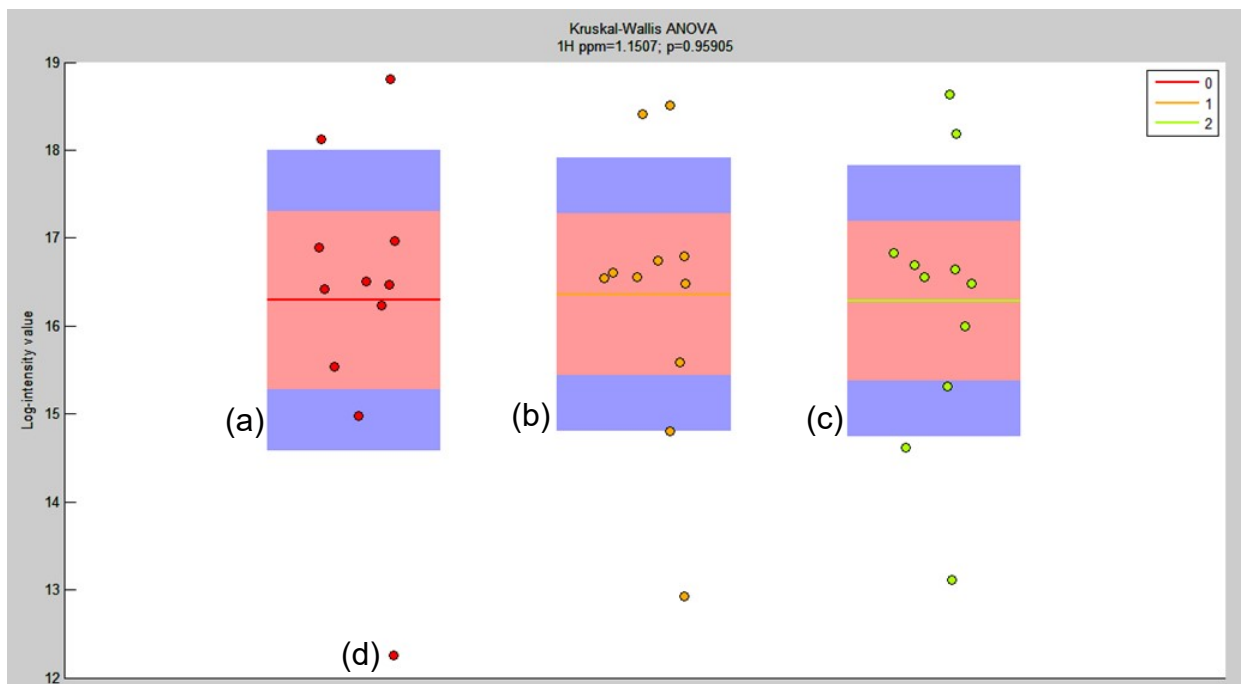 Kruskal-Wallis ANOVA
1H ppm=1.1507; p=0.95905
19
18
17
16
15
14
13
12
Log-intensity value
0
1
2
(a)
(b)
(c)
(d)